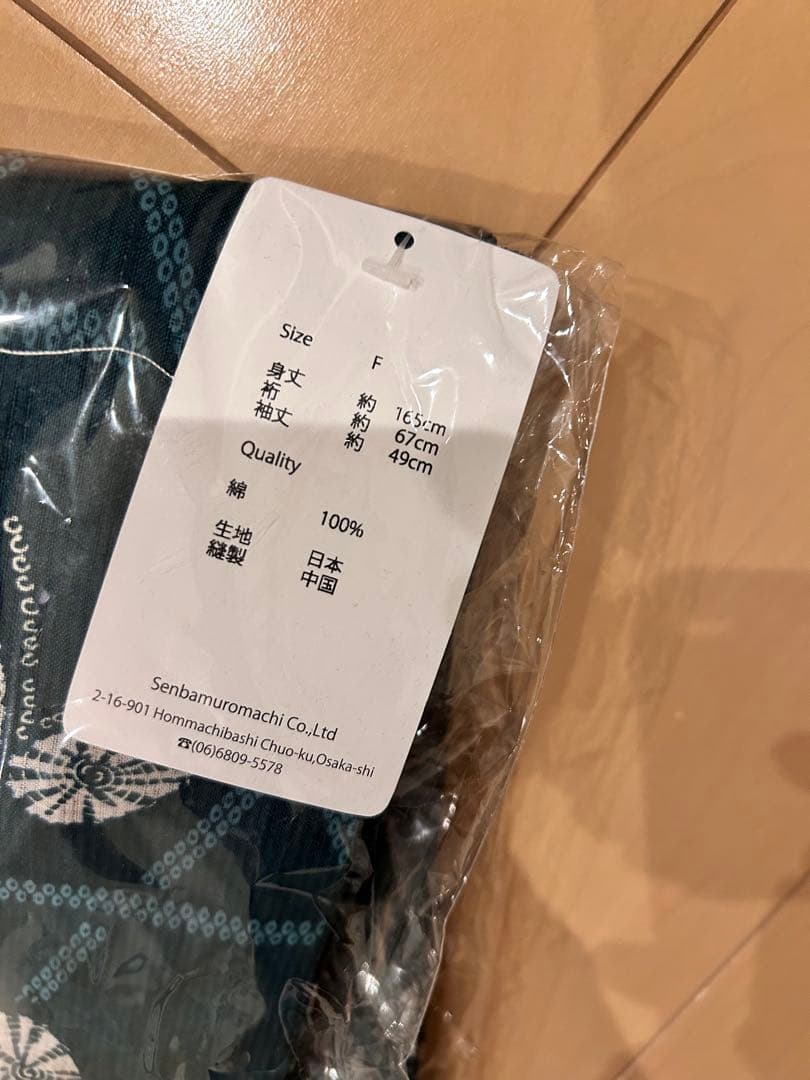 Size F
身丈 約 165cm
裄 約 67cm
袖丈 約 49cm
Quality
綿 100%
生地 日本
縫製 中国
Senbamuromachi Co.,Ltd
2-16-901 Hommachibashi Chuo-ku,Osaka-shi
☎(06)6809-5578